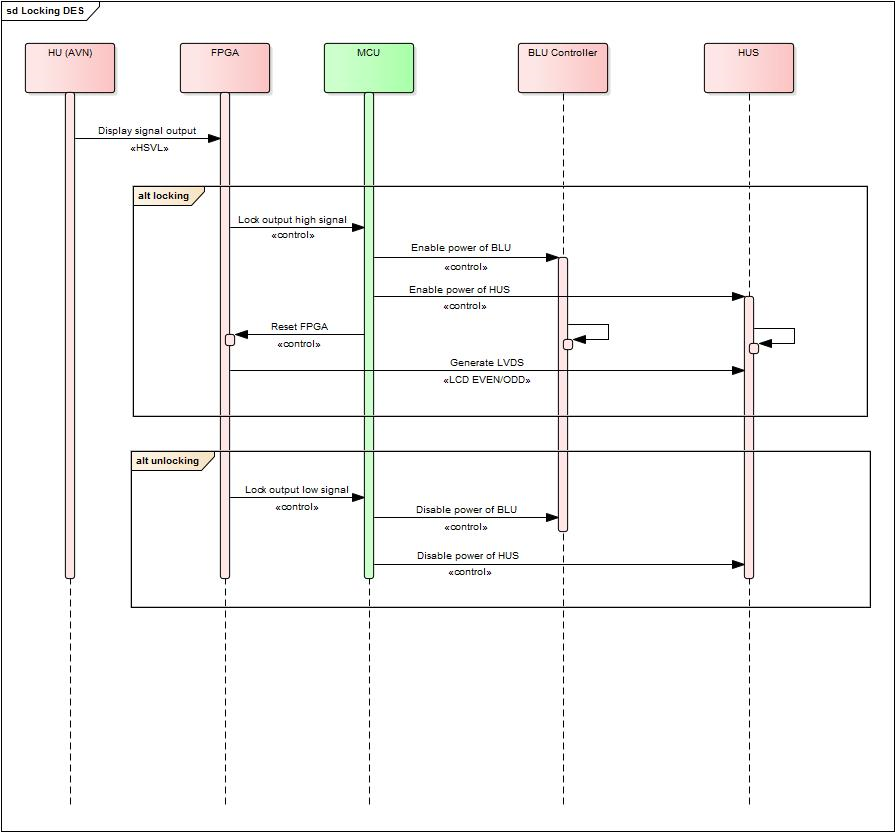 sd Locking DES
HU (AVN)
FPGA
MCU
BLU Controller
HUS
Display signal output
«HSVL»
alt locking
Lock output high signal
«control»
Enable power of BLU
«control»
Enable power of HUS
«control»
Reset FPGA
«control»
Generate LVDS
«LCD EVEN/ODD»
alt unlocking
Lock output low signal
«control»
Disable power of BLU
«control»
Disable power of HUS
«control»